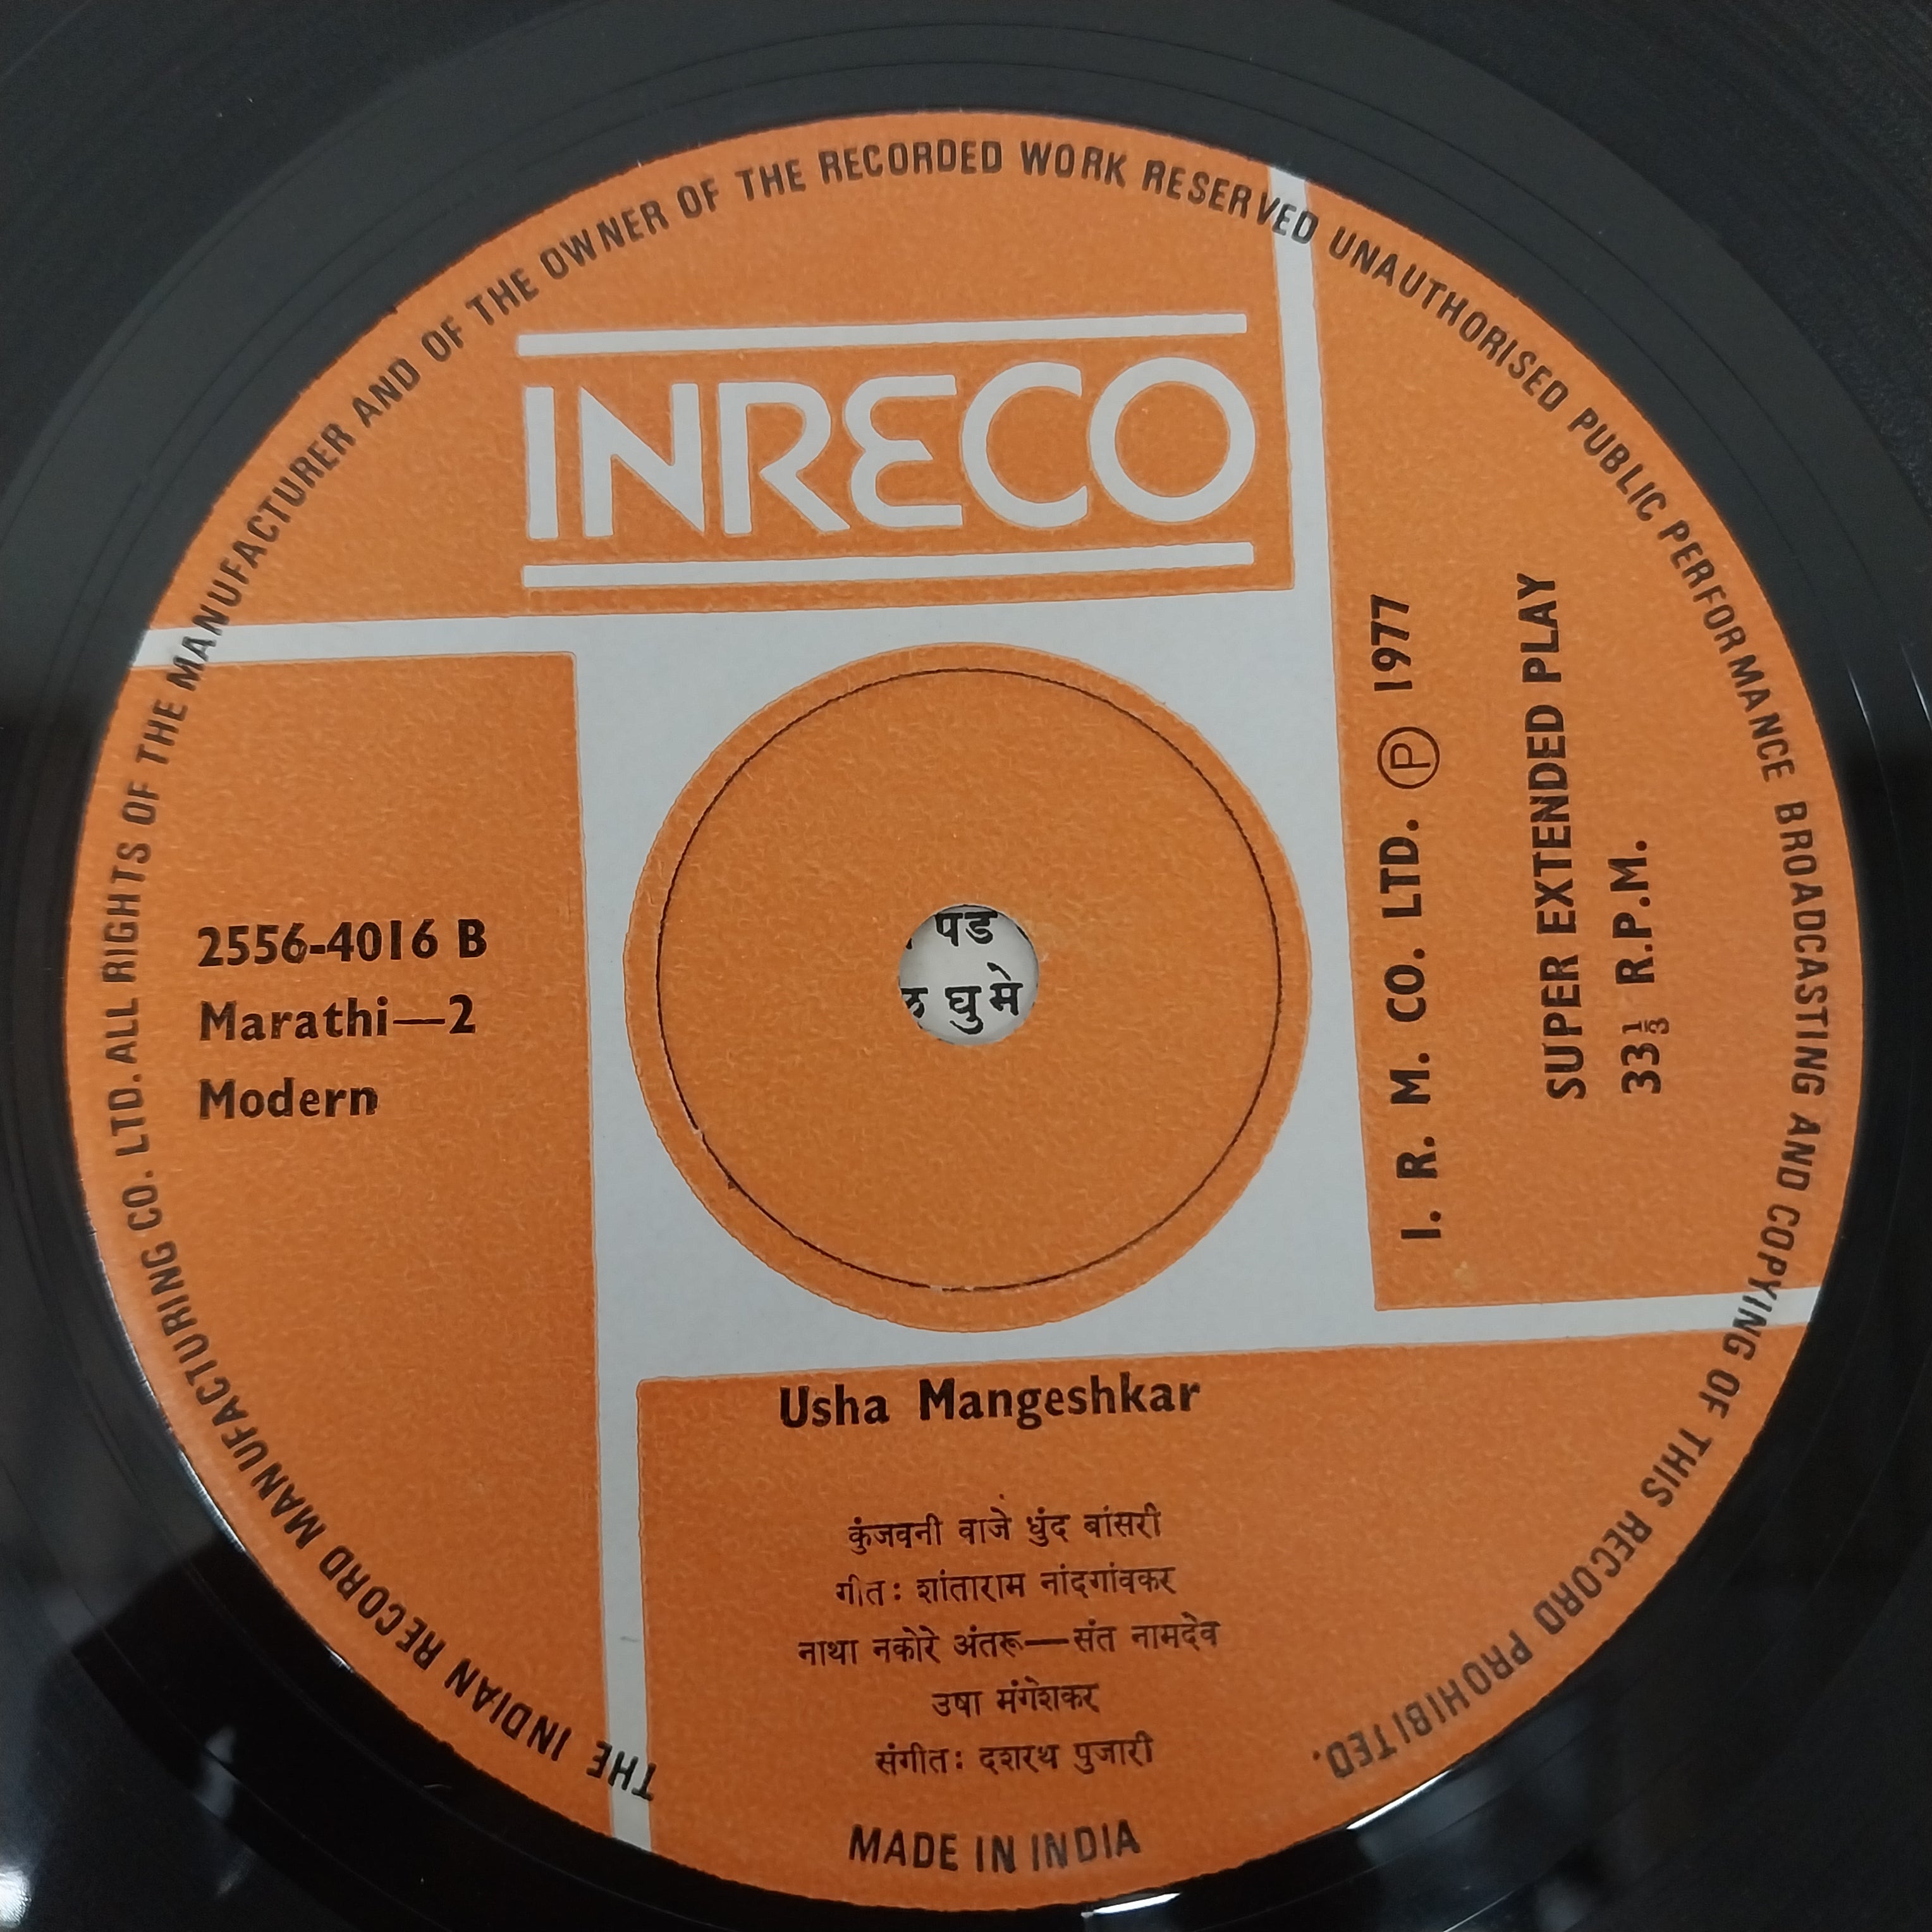 THE INDIAN RECORD MANUFACTURING CO. LTD. ALL RIGHTS OF THE MANUFACTURER AND OF THE OWNER OF THE RECORDED WORK RESERVED UNAUTHORISED PUBLIC PERFORMANCE BROADCASTING AND COPYING OF THIS RECORD PROHIBITED.
INRECO
2556-4016 B
Marathi—2
Modern
पड
घुमे
I. R. M. CO. LTD. Ⓟ 1977
SUPER EXTENDED PLAY
33⅓ R.P.M.
Usha Mangeshkar
कुंजवनी वाजे धुंद बांसरी
गीत: शांताराम नांदगांवकर
नाथा नकोरे अंतरू—संत नामदेव
उषा मंगेशकर
संगीत: दशरथ पुजारी
MADE IN INDIA